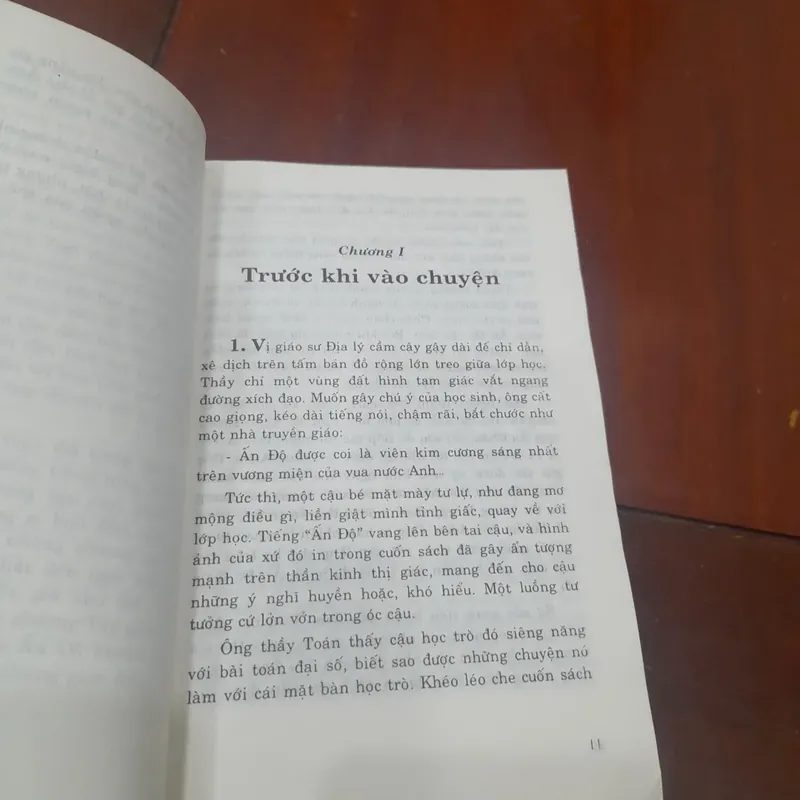 Chương I
Trước khi vào chuyện
1. Vị giáo sư Địa lý cầm cây gậy dài để chỉ dẫn,
xê dịch trên tấm bản đồ rộng lớn treo giữa lớp học.
Thầy chỉ một vùng đất hình tam giác vắt ngang
đường xích đạo. Muốn gây chú ý của học sinh, ông cất
cao giọng, kéo dài tiếng nói, chậm rãi, bắt chước như
một nhà truyền giáo:
- Ấn Độ được coi là viên kim cương sáng nhất
trên vương miện của vua nước Anh...
Tức thì, một cậu bé mặt mày tư lự, như đang mơ
mộng điều gì, liền giật mình tỉnh giấc, quay về với
lớp học. Tiếng “Ấn Độ” vang lên bên tai cậu, và hình
ảnh của xứ đó in trong cuốn sách đã gây ấn tượng
mạnh trên thần kinh thị giác, mang đến cho cậu
những ý nghĩ huyền hoặc, khó hiểu. Một luồng tư
tưởng cứ lởn vởn trong óc cậu.
Ông thầy Toán thấy cậu học trò đó siêng năng
với bài toán đại số, biết sao được những chuyện nó
làm với cái mặt bàn học trò. Khéo léo che cuốn sách
11